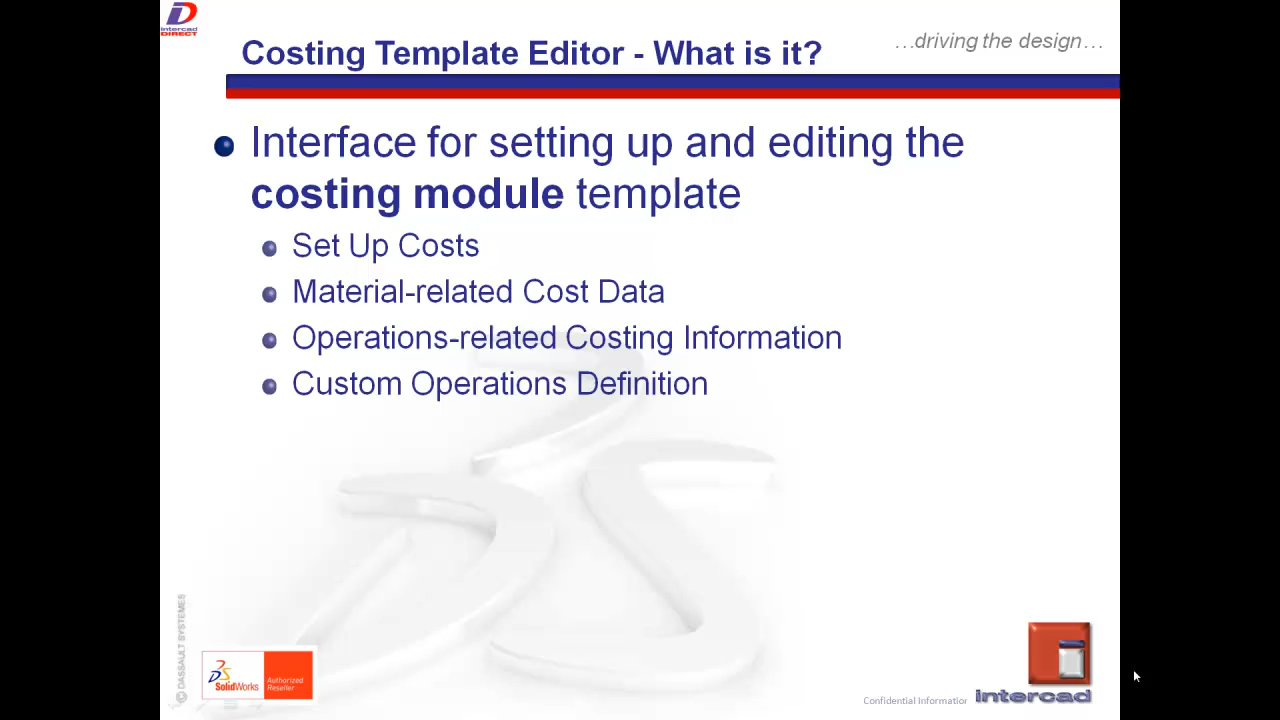 intercad
DIRECT
Costing Template Editor - What is it?
...driving the design...
Interface for setting up and editing the
costing module template
Set Up Costs
Material-related Cost Data
Operations-related Costing Information
Custom Operations Definition
© DASSAULT SYSTEMES
SolidWorks
Authorized
Reseller
Confidential Information
intercad